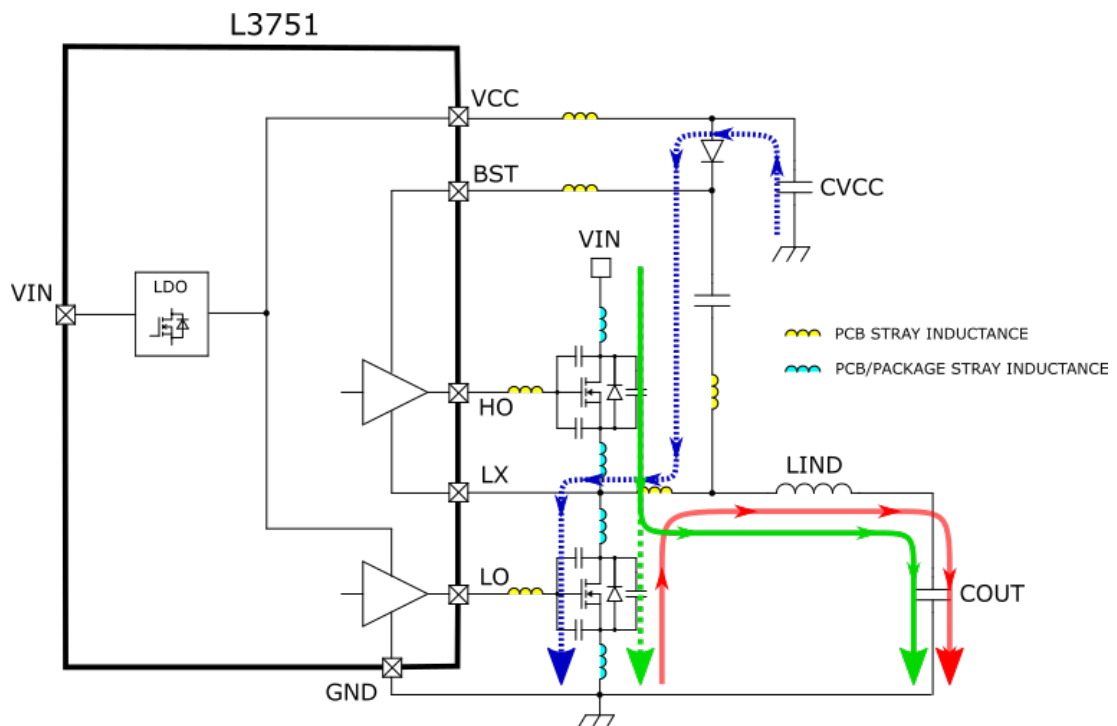 L3751
VCC
BST
CVCC
VIN
VIN
LDO
PCB STRAY INDUCTANCE
PCB/PACKAGE STRAY INDUCTANCE
HO
LX
LIND
LO
COUT
GND